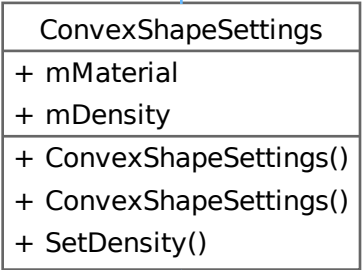 ConvexShapeSettings
+ mMaterial
+ mDensity
+ ConvexShapeSettings()
+ ConvexShapeSettings()
+ SetDensity()